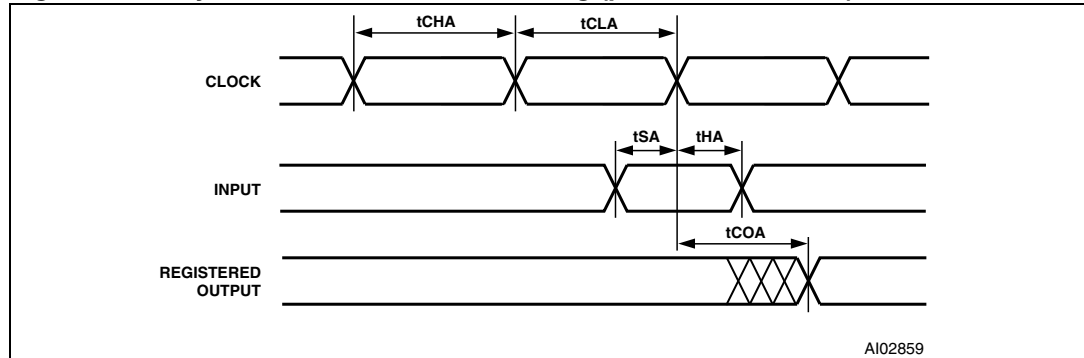 tCHA
tCLA
CLOCK
tSA
tHA
INPUT
tCOA
REGISTERED
OUTPUT
AI02859